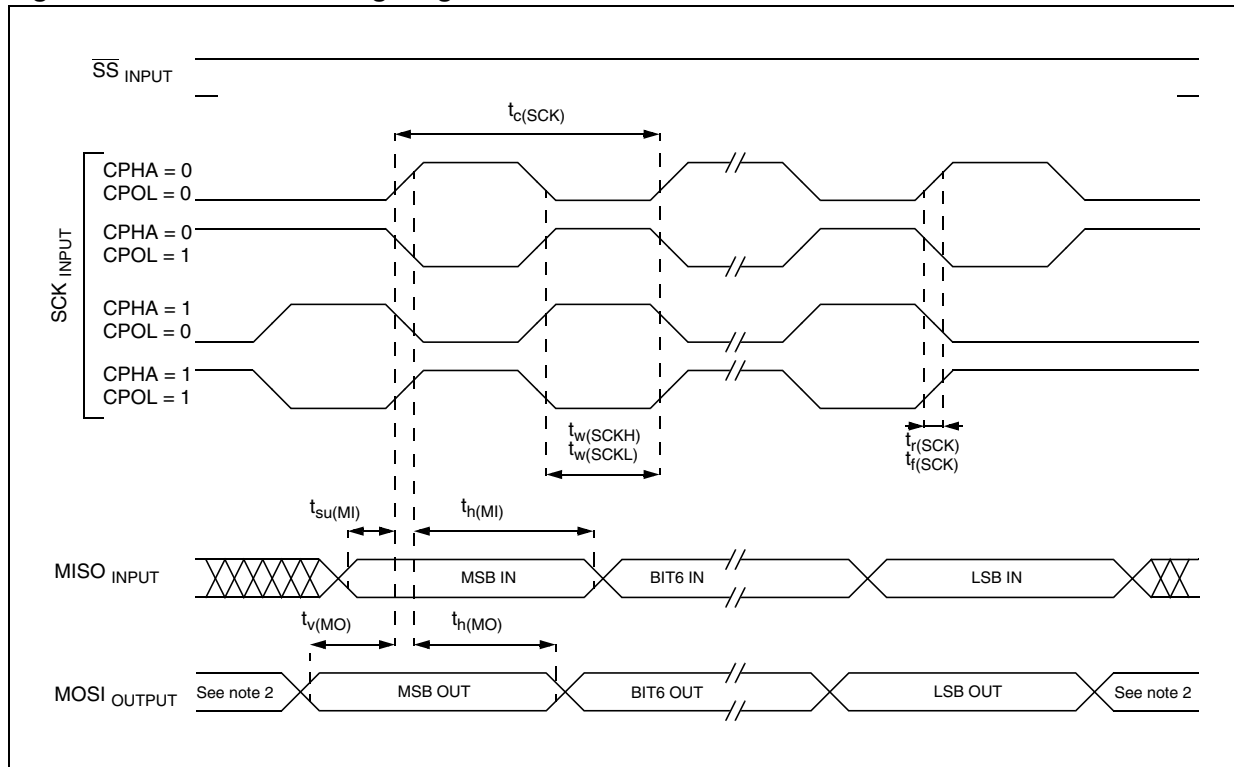 SS INPUT
tc(SCK)
SCK INPUT
CPHA = 0
CPOL = 0
CPHA = 0
CPOL = 1
CPHA = 1
CPOL = 0
CPHA = 1
CPOL = 1
tw(SCKH)
tw(SCKL)
tr(SCK)
tf(SCK)
tsu(MI)
th(MI)
MISO INPUT
MSB IN
BIT6 IN
LSB IN
tv(MO)
th(MO)
MOSI OUTPUT
See note 2
MSB OUT
BIT6 OUT
LSB OUT
See note 2